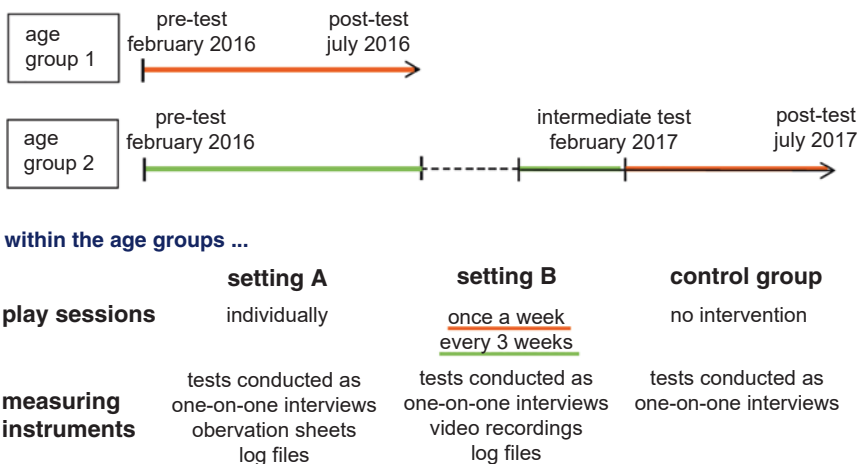 age
group 1
pre-test
february 2016
post-test
july 2016
age
group 2
pre-test
february 2016
intermediate test
february 2017
post-test
july 2017
within the age groups ...
setting A
setting B
control group
play sessions
individually
once a week
every 3 weeks
no intervention
measuring
instruments
tests conducted as
one-on-one interviews
obervation sheets
log files
tests conducted as
one-on-one interviews
video recordings
log files
tests conducted as
one-on-one interviews